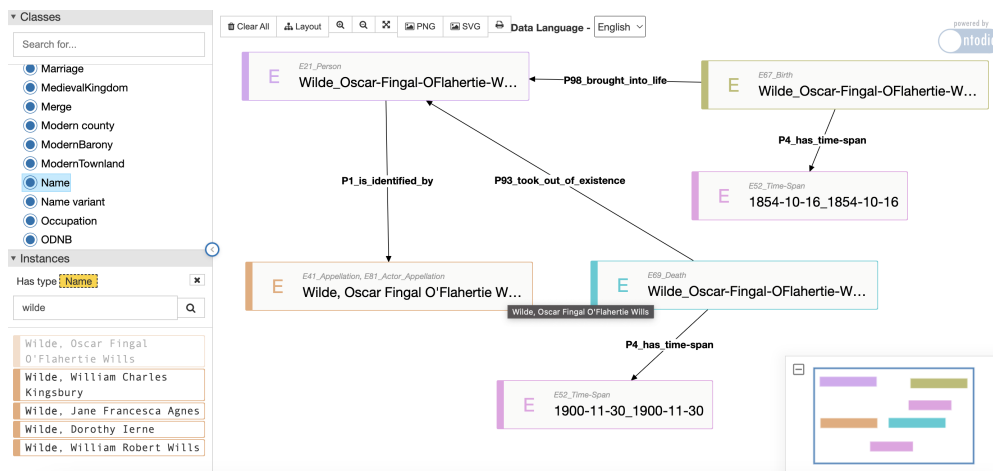 Classes
Search for...
Marriage
MedievalKingdom
Merge
Modern county
ModernBarony
ModernTownland
Name
Name variant
Occupation
ODNB
Instances
Has type Name
wilde
Wilde, Oscar Fingal
O'Flahertie Wills
Wilde, William Charles
Kingsbury
Wilde, Jane Francesca Agnes
Wilde, Dorothy Ierne
Wilde, William Robert Wills
Clear All Layout PNG SVG Data Language - English
powered by
ntodia
E21_Person
E Wilde_Oscar-Fingal-OFlahertie-W...
P98_brought_into_life
E67_Birth
E Wilde_Oscar-Fingal-OFlahertie-W...
P4_has_time-span
P1_is_identified_by
P93_took_out_of_existence
E52_Time-Span
E 1854-10-16_1854-10-16
E41_Appellation, E81_Actor_Appellation
E Wilde, Oscar Fingal O'Flahertie W...
E69_Death
E Wilde_Oscar-Fingal-OFlahertie-W...
Wilde, Oscar Fingal O'Flahertie Wills
P4_has_time-span
E52_Time-Span
E 1900-11-30_1900-11-30